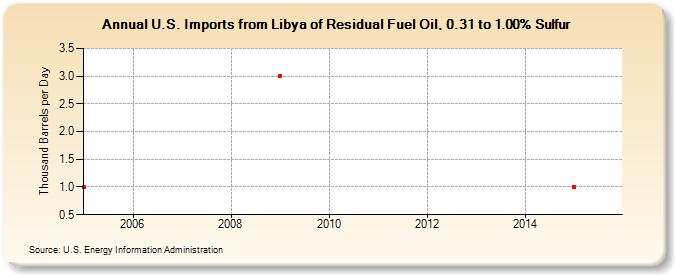 Annual U.S. Imports from Libya of Residual Fuel Oil, 0.31 to 1.00% Sulfur
Thousand Barrels per Day
3.5
3.0
2.5
2.0
1.5
1.0
0.5
2006 2008 2010 2012 2014
Source: U.S. Energy Information Administration